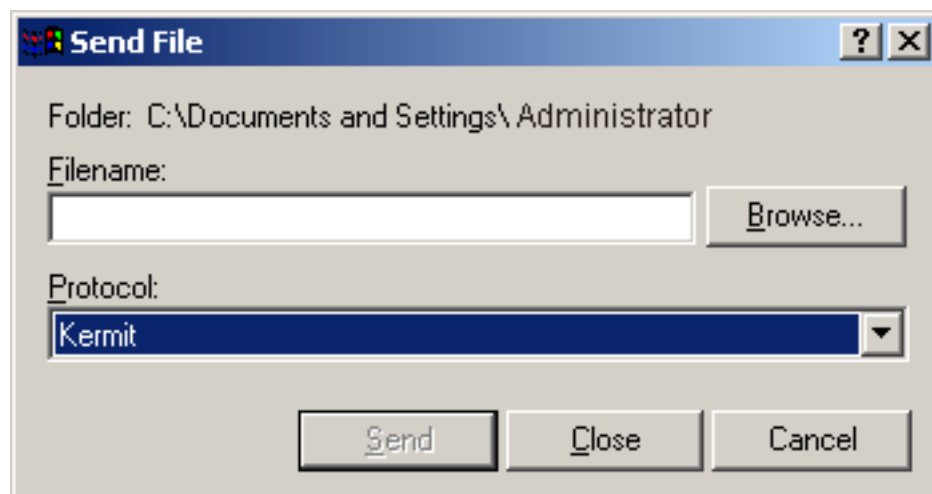 Send File
Folder: C:\Documents and Settings\ Administrator
Filename:
Browse...
Protocol:
Kermit
Send Close Cancel